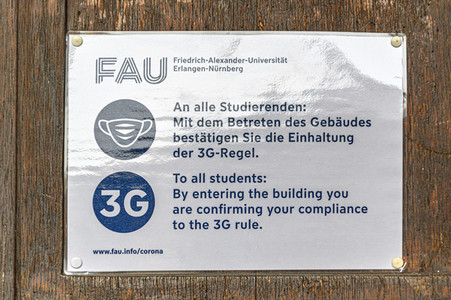 FAU
Friedrich-Alexander-Universität
Erlangen-Nürnberg
An alle Studierenden:
Mit dem Betreten des Gebäudes
bestätigen Sie die Einhaltung
der 3G-Regel.
3G
To all students:
By entering the building you
are confirming your compliance
to the 3G rule.
www.fau.info/corona